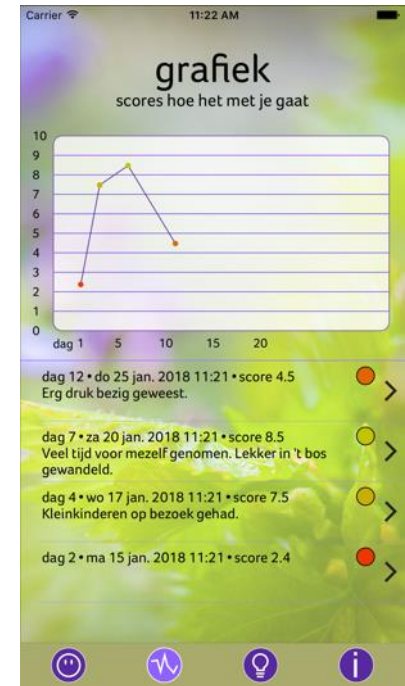 Carrier 11:22 AM
grafiek
scores hoe het met je gaat
10
9
8
7
6
5
4
3
2
1
0
dag 1 5 10 15 20
dag 12 • do 25 jan. 2018 11:21 • score 4.5
Erg druk bezig geweest.
dag 7 • za 20 jan. 2018 11:21 • score 8.5
Veel tijd voor mezelf genomen. Lekker in 't bos
gewandeld.
dag 4 • wo 17 jan. 2018 11:21 • score 7.5
Kleinkinderen op bezoek gehad.
dag 2 • ma 15 jan. 2018 11:21 • score 2.4
i